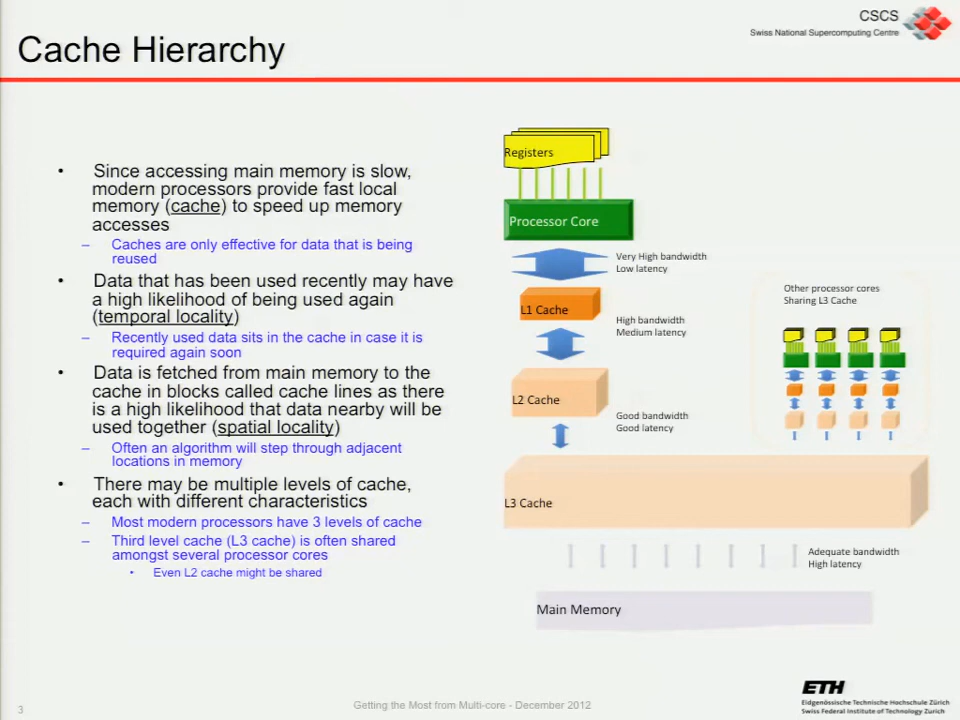 CSCS
Swiss National Supercomputing Centre
Cache Hierarchy
• Since accessing main memory is slow,
modern processors provide fast local
memory (cache) to speed up memory
accesses
– Caches are only effective for data that is being
reused
• Data that has been used recently may have
a high likelihood of being used again
(temporal locality)
– Recently used data sits in the cache in case it is
required again soon
• Data is fetched from main memory to the
cache in blocks called cache lines as there
is a high likelihood that data nearby will be
used together (spatial locality)
– Often an algorithm will step through adjacent
locations in memory
• There may be multiple levels of cache,
each with different characteristics
– Most modern processors have 3 levels of cache
– Third level cache (L3 cache) is often shared
amongst several processor cores
• Even L2 cache might be shared
Registers
Processor Core
Very High bandwidth
Low latency
L1 Cache
High bandwidth
Medium latency
L2 Cache
Good bandwidth
Good latency
Other processor cores
Sharing L3 Cache
L3 Cache
Adequate bandwidth
High latency
Main Memory
3
Getting the Most from Multi-core - December 2012
ETH
Eidgenössische Technische Hochschule Zürich
Swiss Federal Institute of Technology Zurich